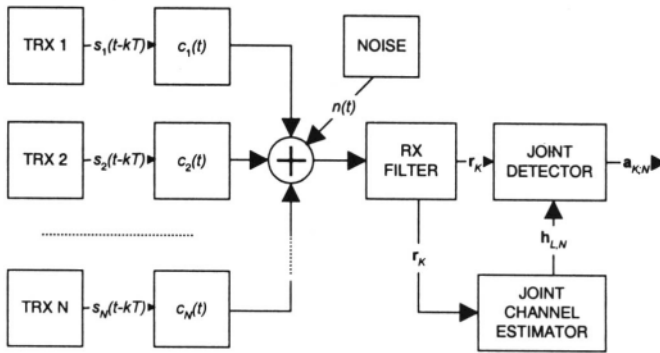 TRX 1
s1(t-kT)
c1(t)
NOISE
n(t)
TRX 2
s2(t-kT)
c2(t)
+
RX
FILTER
rK
JOINT
DETECTOR
aK:N
rK
hL,N
TRX N
sN(t-kT)
cN(t)
JOINT
CHANNEL
ESTIMATOR